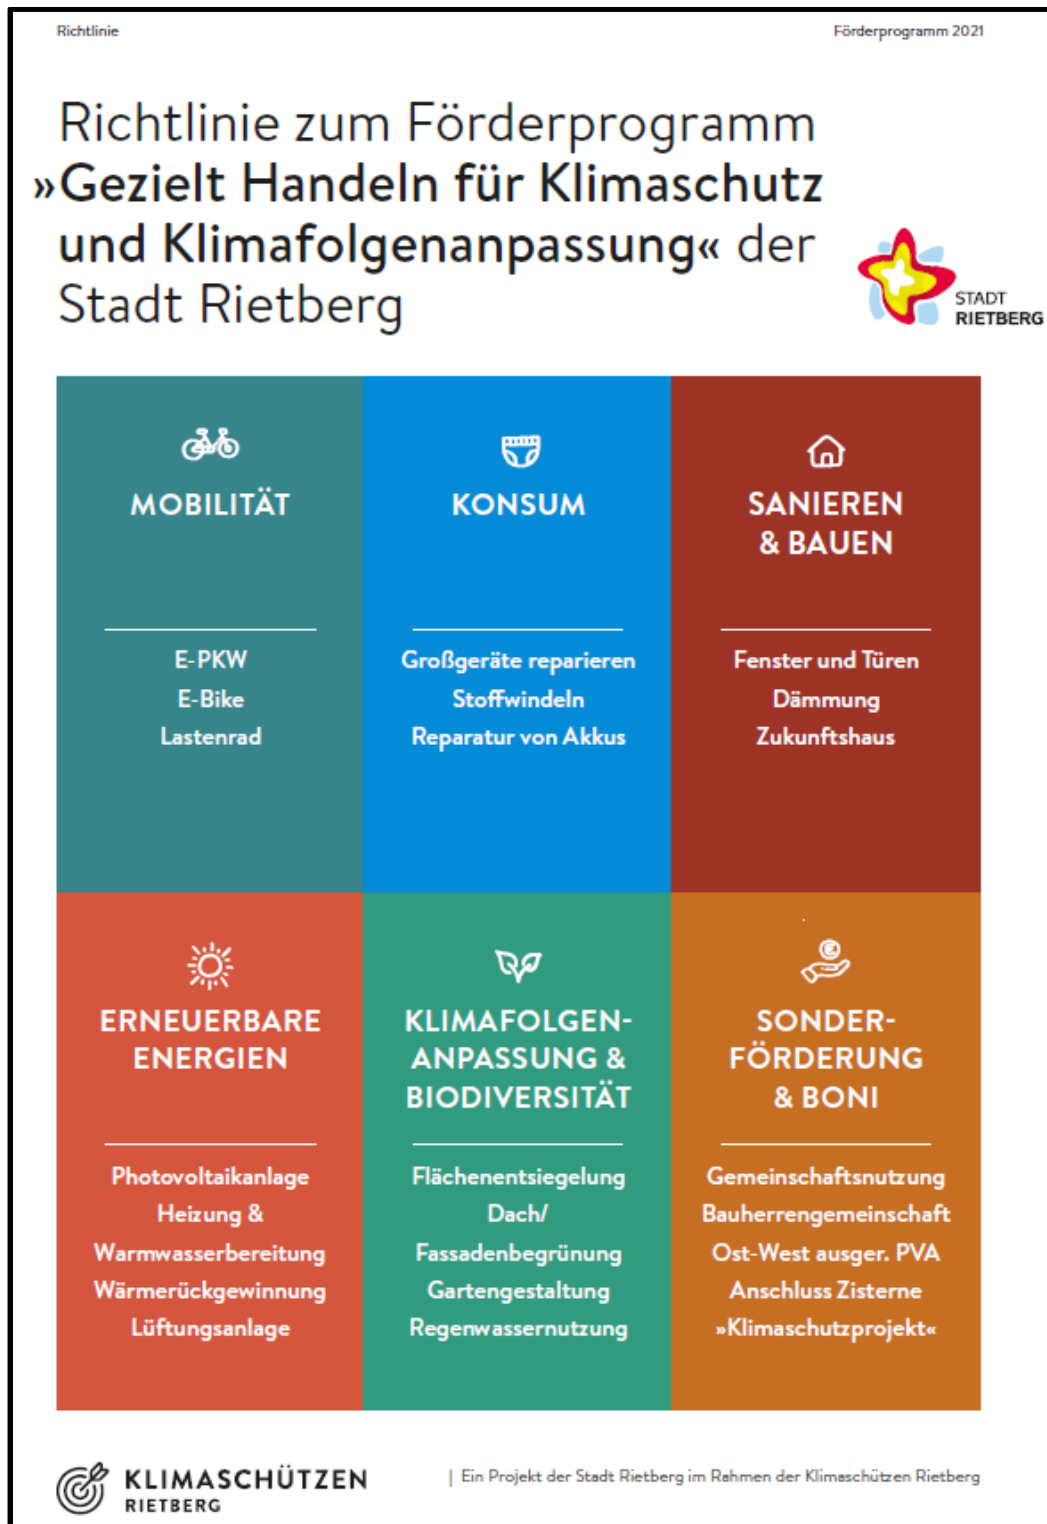 Richtlinie
Förderprogramm 2021
Richtlinie zum Förderprogramm
»Gezielt Handeln für Klimaschutz
und Klimafolgenanpassung« der
Stadt Rietberg
STADT
RIETBERG
MOBILITÄT
E-PKW
E-Bike
Lastenrad
KONSUM
Großgeräte reparieren
Stoffwindeln
Reparatur von Akkus
SANIEREN
& BAUEN
Fenster und Türen
Dämmung
Zukunftshaus
ERNEUERBARE
ENERGIEN
Photovoltaikanlage
Heizung &
Warmwasserbereitung
Wärmerückgewinnung
Lüftungsanlage
KLIMAFOLGEN-
ANPASSUNG &
BIODIVERSITÄT
Flächenentsiegelung
Dach/
Fassadenbegrünung
Gartengestaltung
Regenwassernutzung
SONDER-
FÖRDERUNG
& BONI
Gemeinschaftsnutzung
Bauherrengemeinschaft
Ost-West ausger. PVA
Anschluss Zisterne
»Klimaschutzprojekt«
KLIMASCHÜTZEN
RIETBERG
| Ein Projekt der Stadt Rietberg im Rahmen der Klimaschützen Rietberg